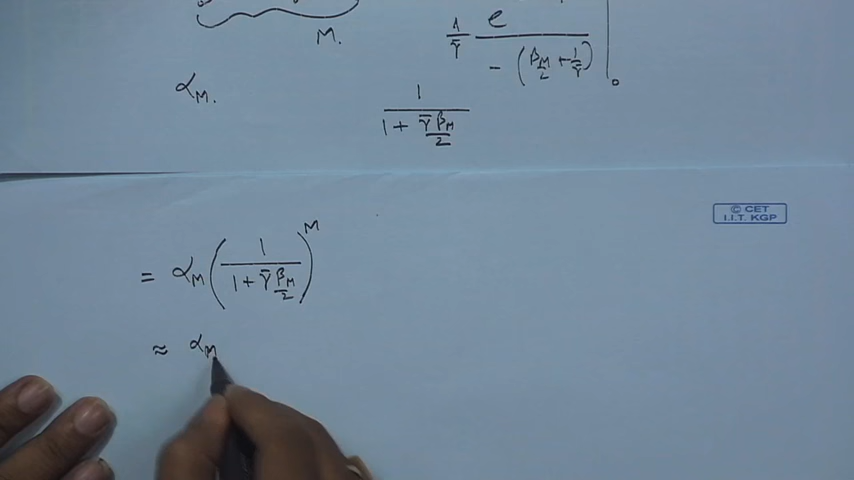 M.
1/γ̄ e / −(β_M/2 + 1/γ̄) |₀
α_M.
1 / (1 + γ̄ β_M/2)
© CET
I.I.T. KGP
= α_M (1 / (1 + γ̄ β_M/2))^M
≈ α_M